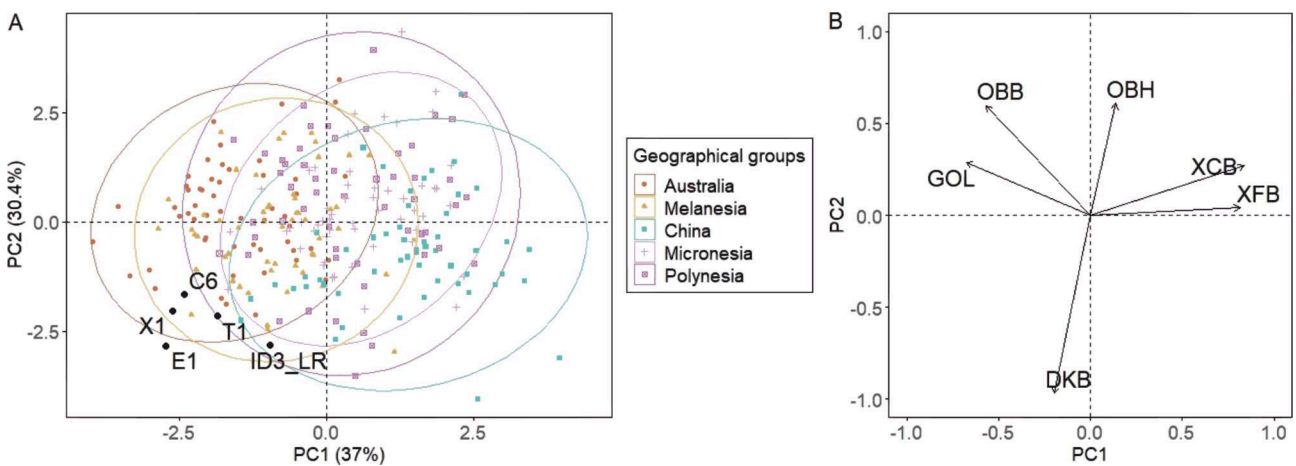 A
PC2 (30.4%)
2.5
0.0
-2.5
C6
X1
T1
E1
ID3_LR
-2.5
0.0
2.5
PC1 (37%)
Geographical groups
Australia
Melanesia
China
Micronesia
Polynesia
B
PC2
1.0
0.5
0.0
-0.5
-1.0
OBB
OBH
GOL
XCB
XFB
DKB
-1.0
-0.5
0.0
0.5
1.0
PC1